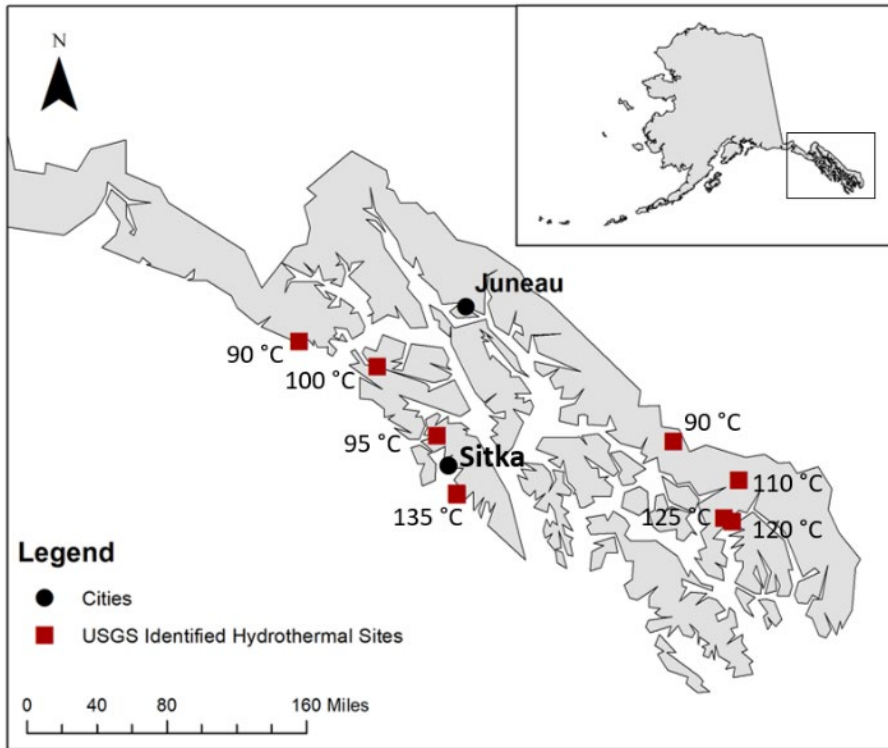 N
Juneau
90 °C
100 °C
95 °C
Sitka
135 °C
90 °C
110 °C
125 °C
120 °C
Legend
Cities
USGS Identified Hydrothermal Sites
0 40 80 160 Miles